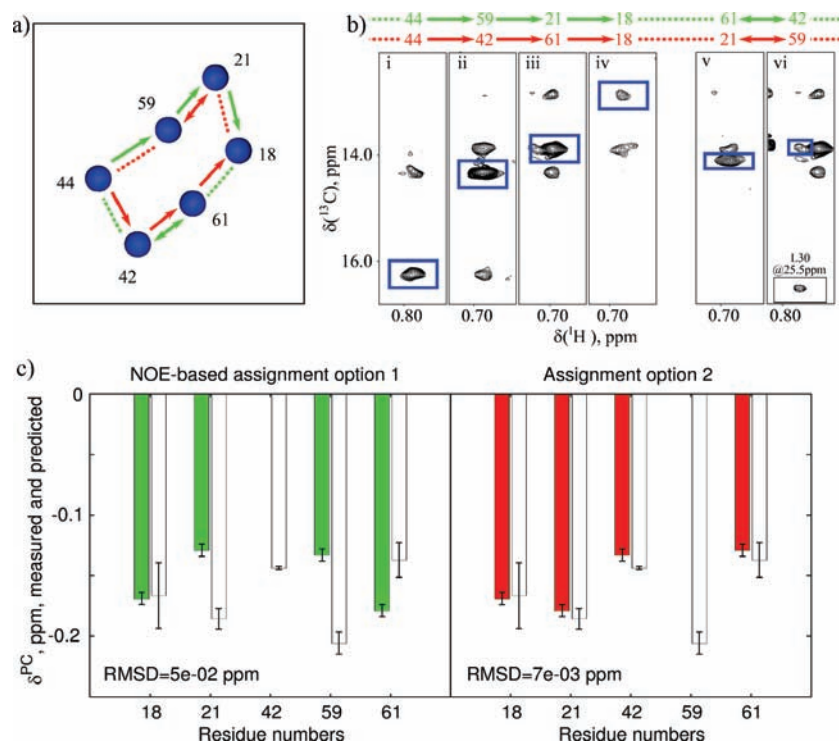 a)
21
59
18
44
61
42
b)
44 59 21 18 61 42
44 42 61 18 21 59
i ii iii iv v vi
14.0
16.0
δ(¹³C), ppm
L30
@25.5ppm
0.80 0.70 0.70 0.70 0.70 0.80
δ(¹H ), ppm
c)
NOE-based assignment option 1 Assignment option 2
0
-0.1
-0.2
δᴾᶜ, ppm, measured and predicted
RMSD=5e-02 ppm RMSD=7e-03 ppm
18 21 42 59 61 18 21 42 59 61
Residue numbers Residue numbers